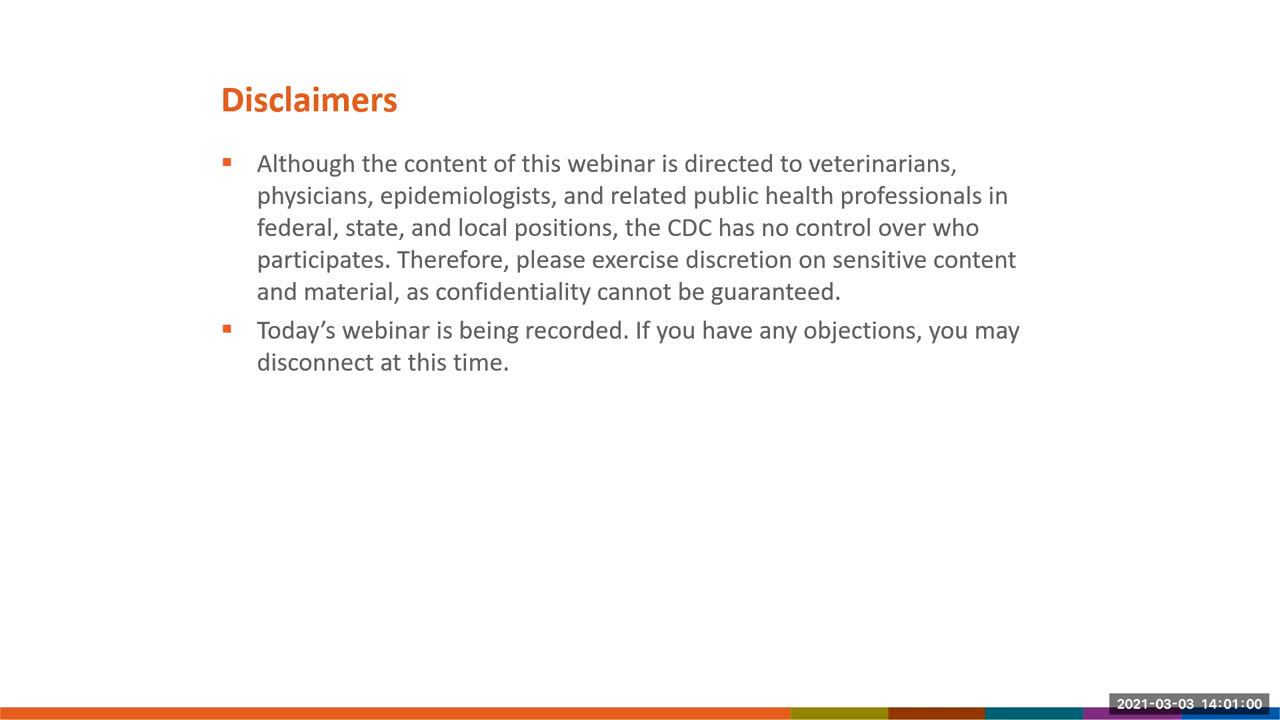 Disclaimers
▪ Although the content of this webinar is directed to veterinarians,
physicians, epidemiologists, and related public health professionals in
federal, state, and local positions, the CDC has no control over who
participates. Therefore, please exercise discretion on sensitive content
and material, as confidentiality cannot be guaranteed.
▪ Today’s webinar is being recorded. If you have any objections, you may
disconnect at this time.
2021-03-03 14:01:00